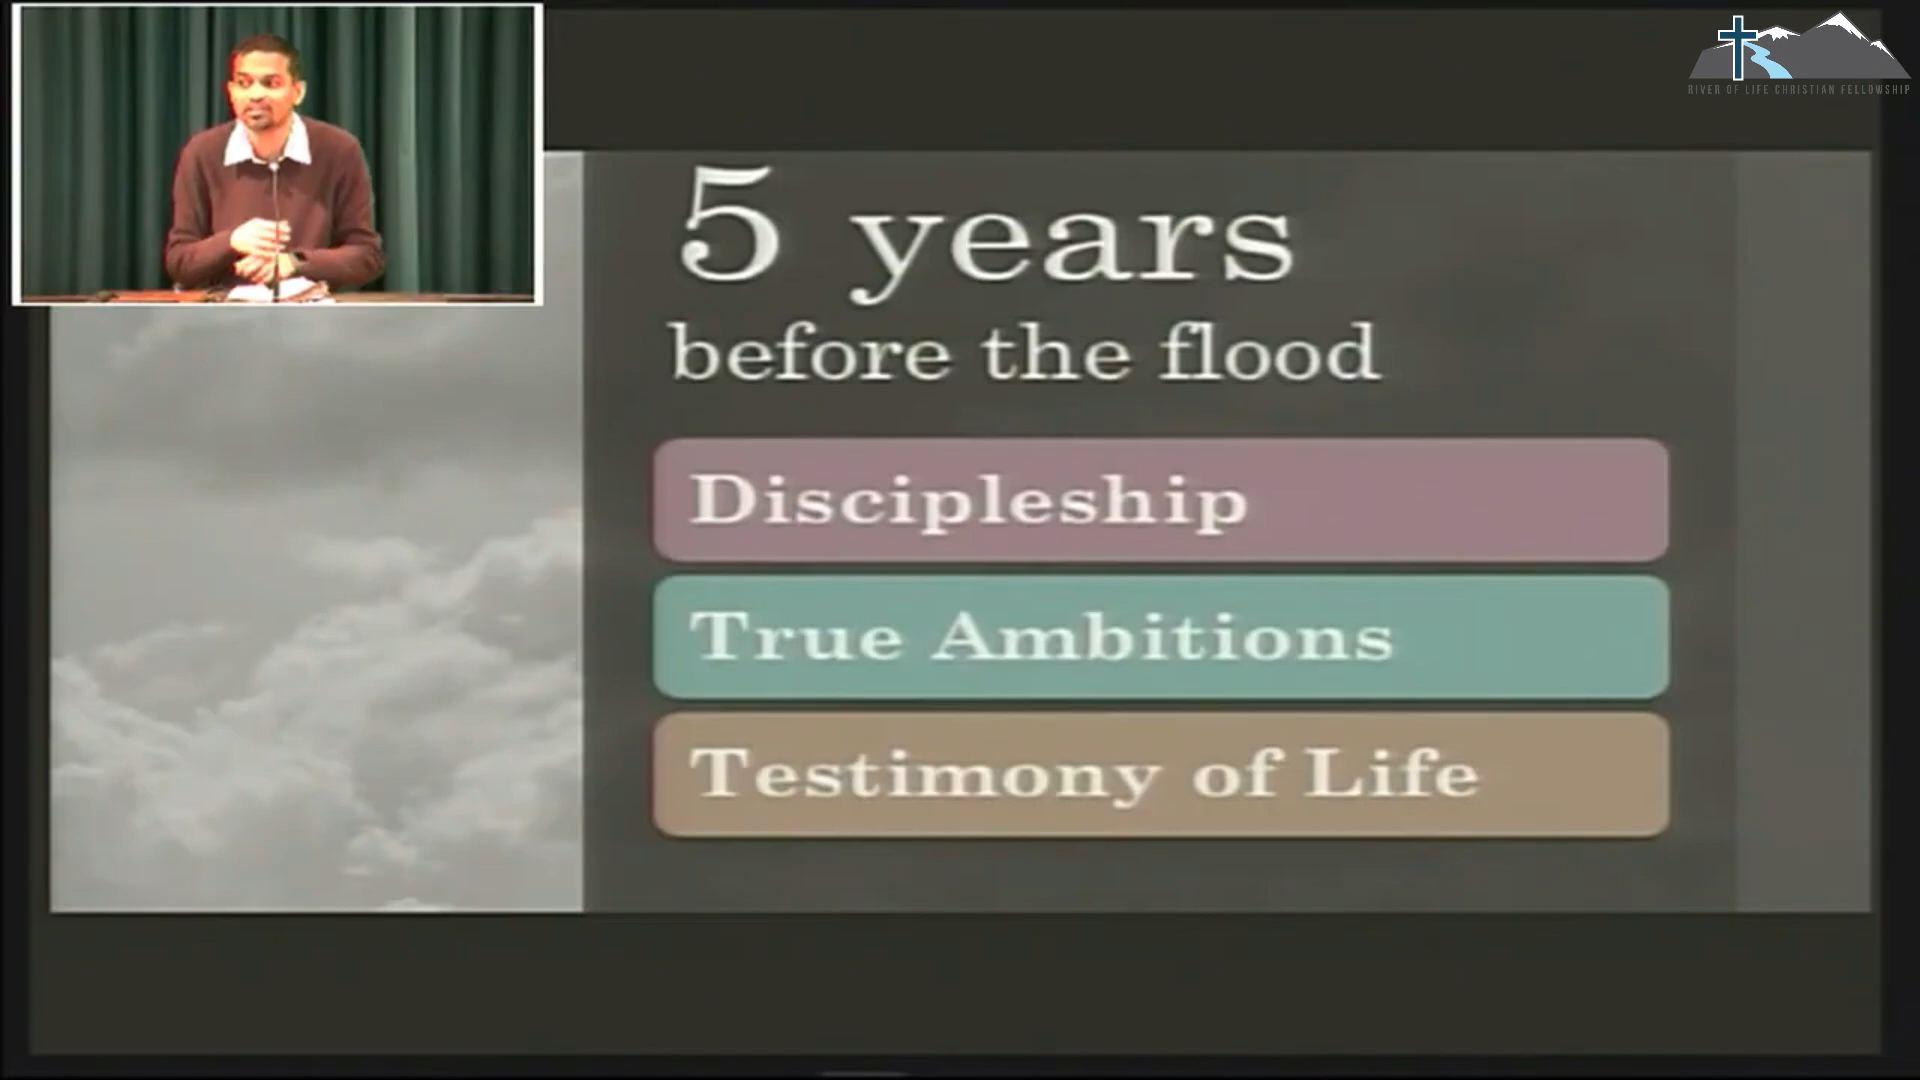 RIVER OF LIFE CHRISTIAN FELLOWSHIP
5 years
before the flood
Discipleship
True Ambitions
Testimony of Life